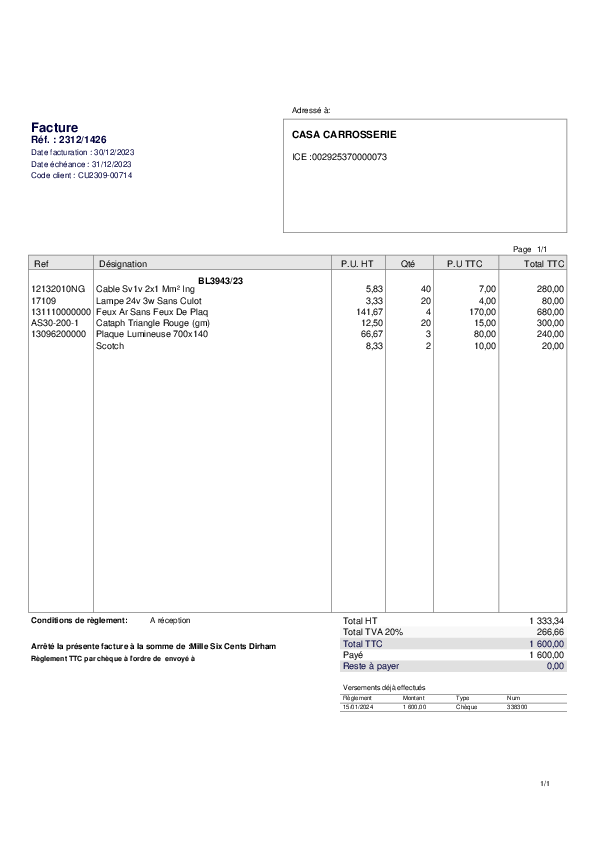 Adressé à:
Facture
Réf. : 2312/1426
Date facturation : 30/12/2023
Date échéance : 31/12/2023
Code client : CU2309-00714
CASA CARROSSERIE
ICE :002925370000073
Page 1/1
Ref Désignation P.U. HT Qté P.U TTC Total TTC
BL3943/23
12132010NG Cable Sv1v 2x1 Mm² Ing 5,83 40 7,00 280,00
17109 Lampe 24v 3w Sans Culot 3,33 20 4,00 80,00
131110000000 Feux Ar Sans Feux De Plaq 141,67 4 170,00 680,00
AS30-200-1 Cataph Triangle Rouge (gm) 12,50 20 15,00 300,00
13096200000 Plaque Lumineuse 700x140 66,67 3 80,00 240,00
Scotch 8,33 2 10,00 20,00
Conditions de règlement: A réception
Arrêté la présente facture à la somme de :Mille Six Cents Dirham
Règlement TTC par chèque à l'ordre de envoyé à
Total HT 1 333,34
Total TVA 20% 266,66
Total TTC 1 600,00
Payé 1 600,00
Reste à payer 0,00
Versements déjà effectués
Règlement Montant Type Num
15/01/2024 1 600,00 Chèque 338300
1/1